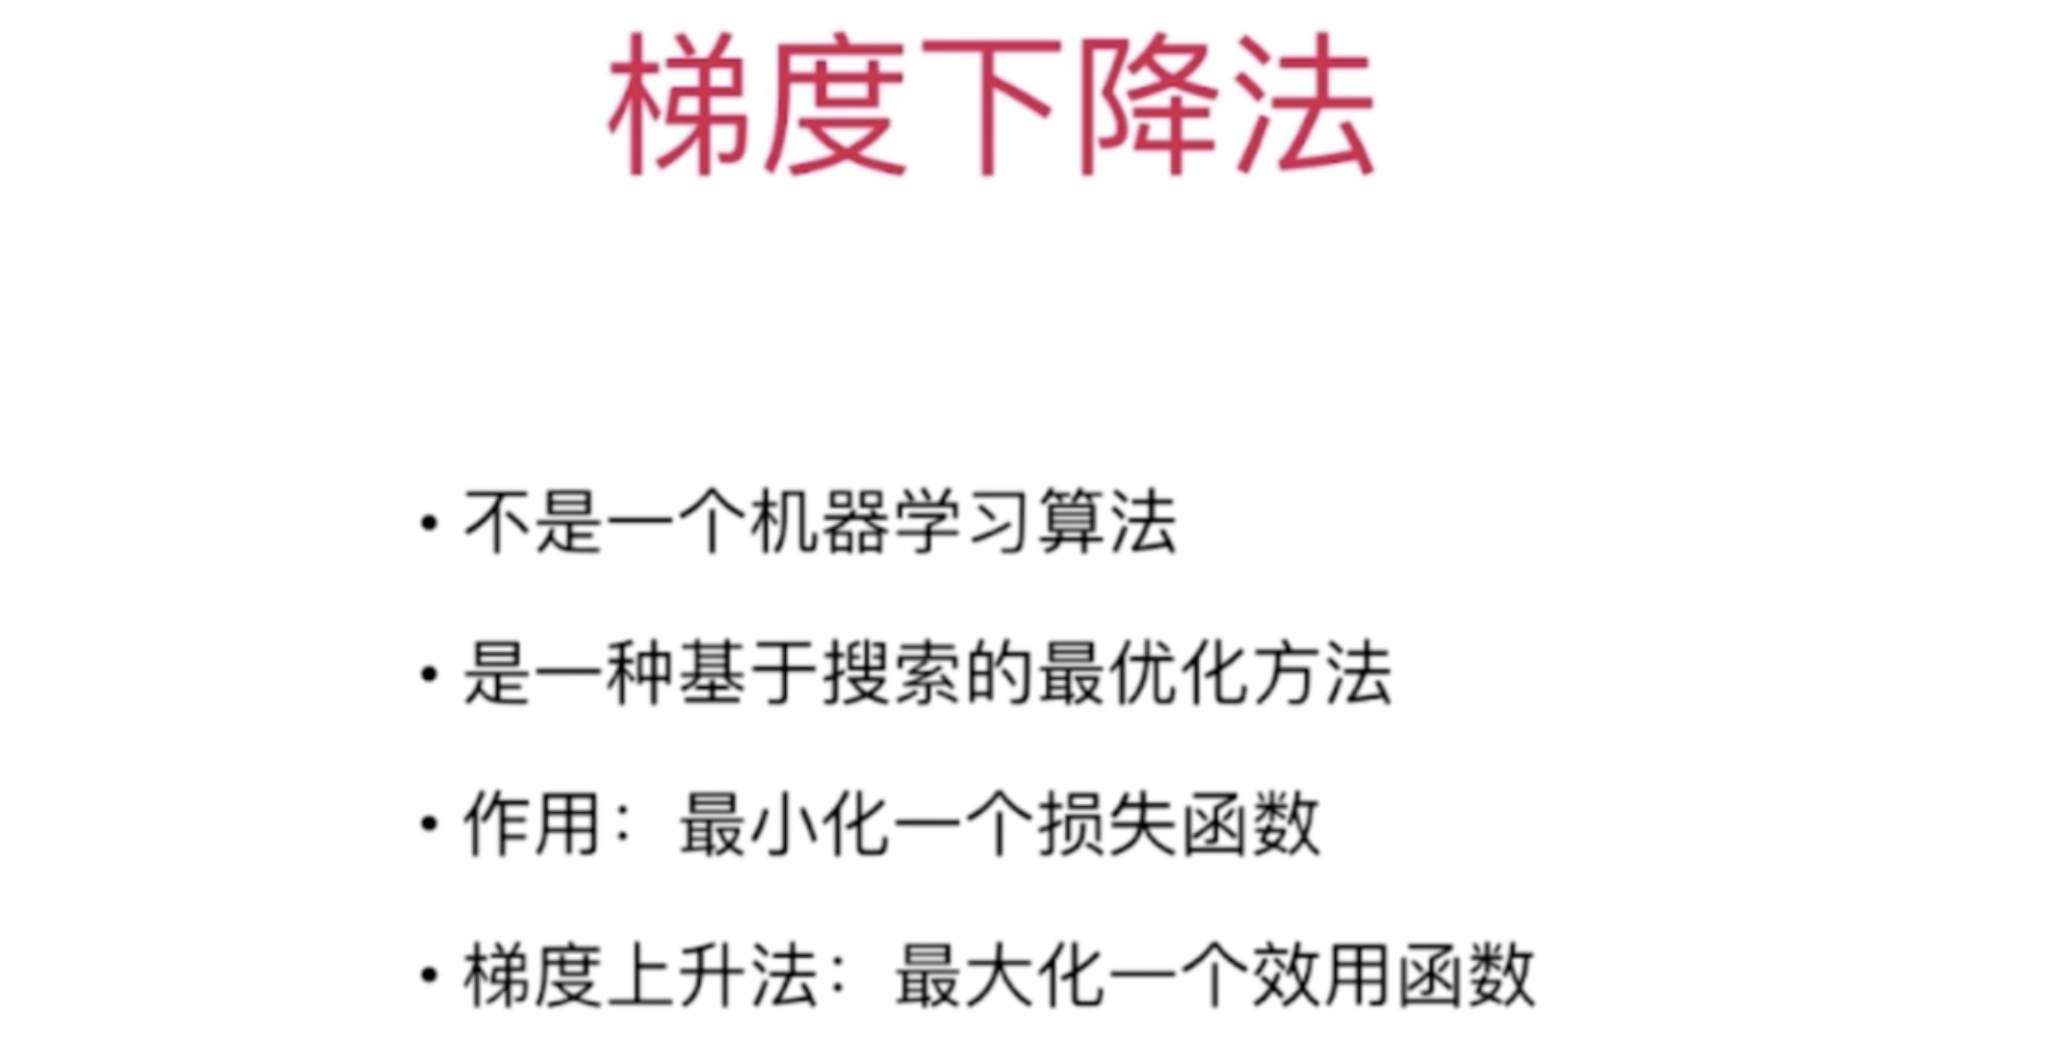 梯度下降法
• 不是一个机器学习算法
• 是一种基于搜索的最优化方法
• 作用：最小化一个损失函数
• 梯度上升法：最大化一个效用函数